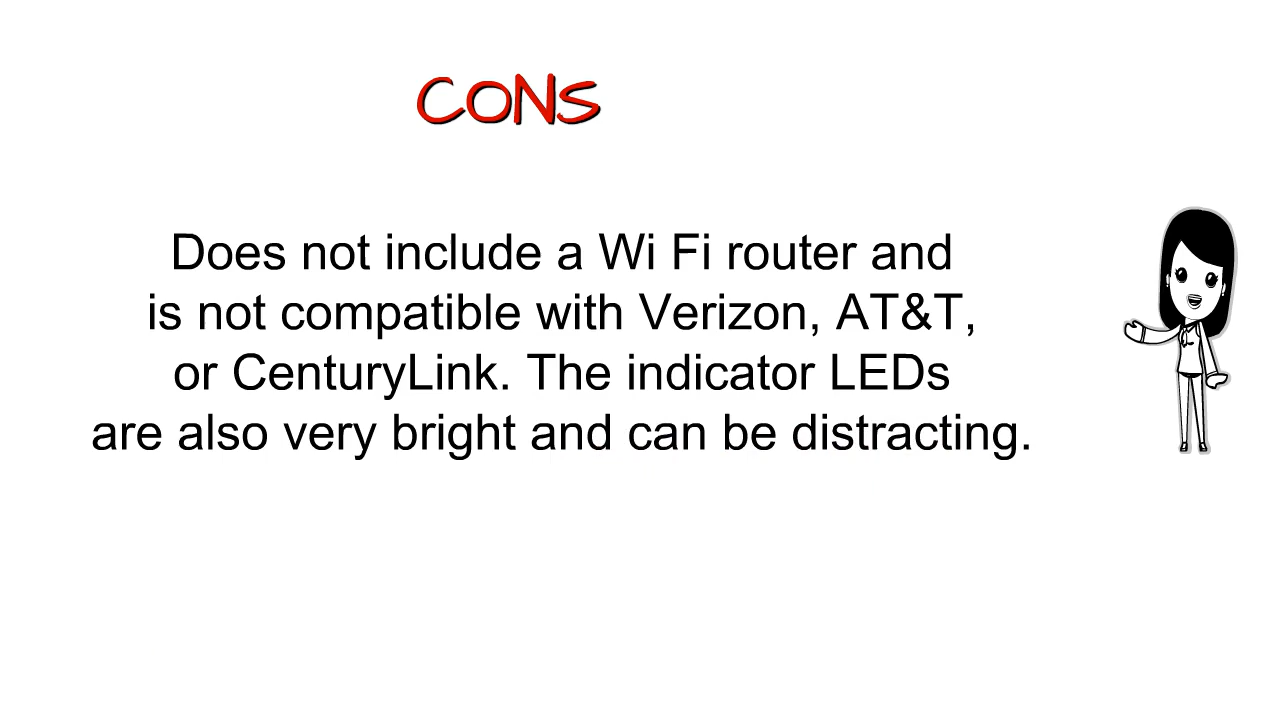 CONS
Does not include a Wi Fi router and
is not compatible with Verizon, AT&T,
or CenturyLink. The indicator LEDs
are also very bright and can be distracting.